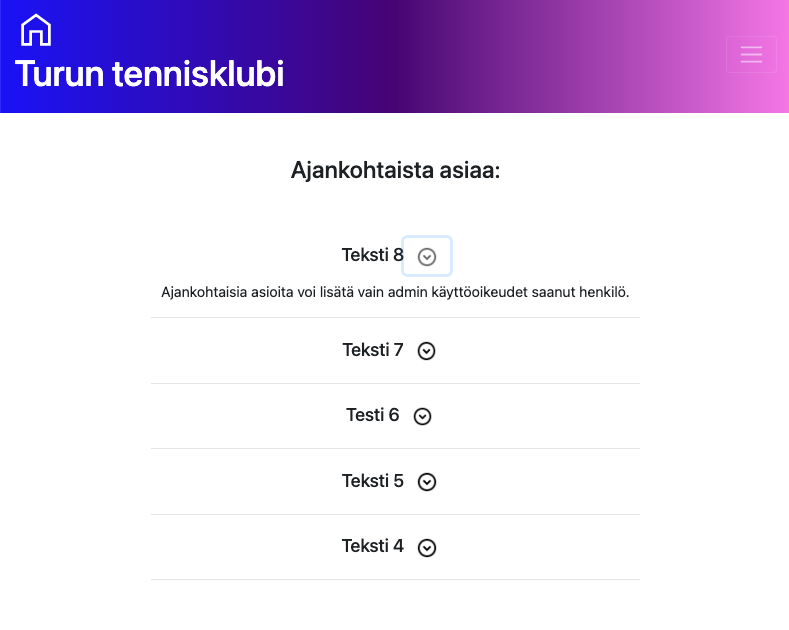 Turun tennisklubi
Ajankohtaista asiaa:
Teksti 8
Ajankohtaisia asioita voi lisätä vain admin käyttöoikeudet saanut henkilö.
Teksti 7
Testi 6
Teksti 5
Teksti 4